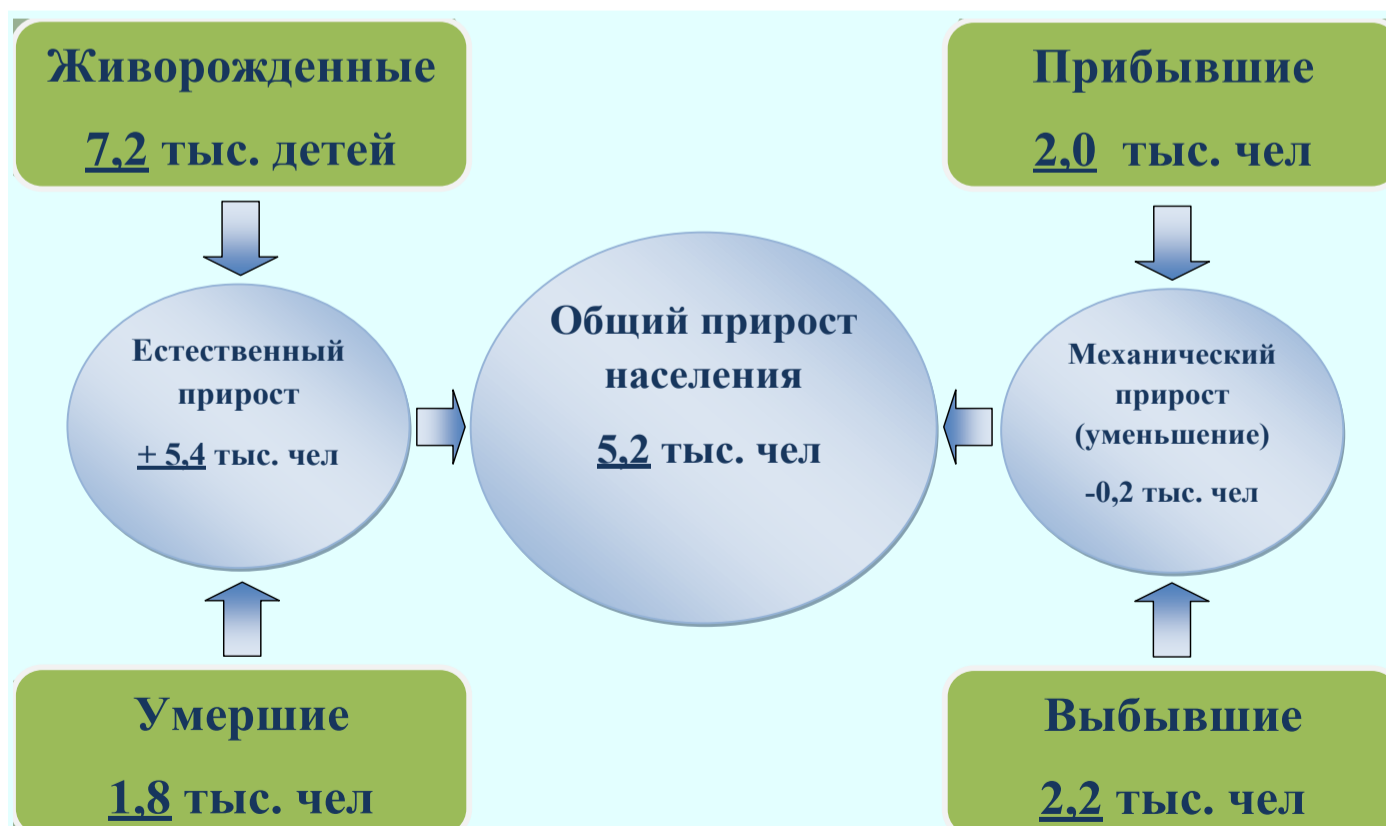 Живорожденные
7,2 тыс. детей
Прибывшие
2,0 тыс. чел
Естественный
прирост
+ 5,4 тыс. чел
Общий прирост
населения
5,2 тыс. чел
Механический
прирост
(уменьшение)
-0,2 тыс. чел
Умершие
1,8 тыс. чел
Выбывшие
2,2 тыс. чел